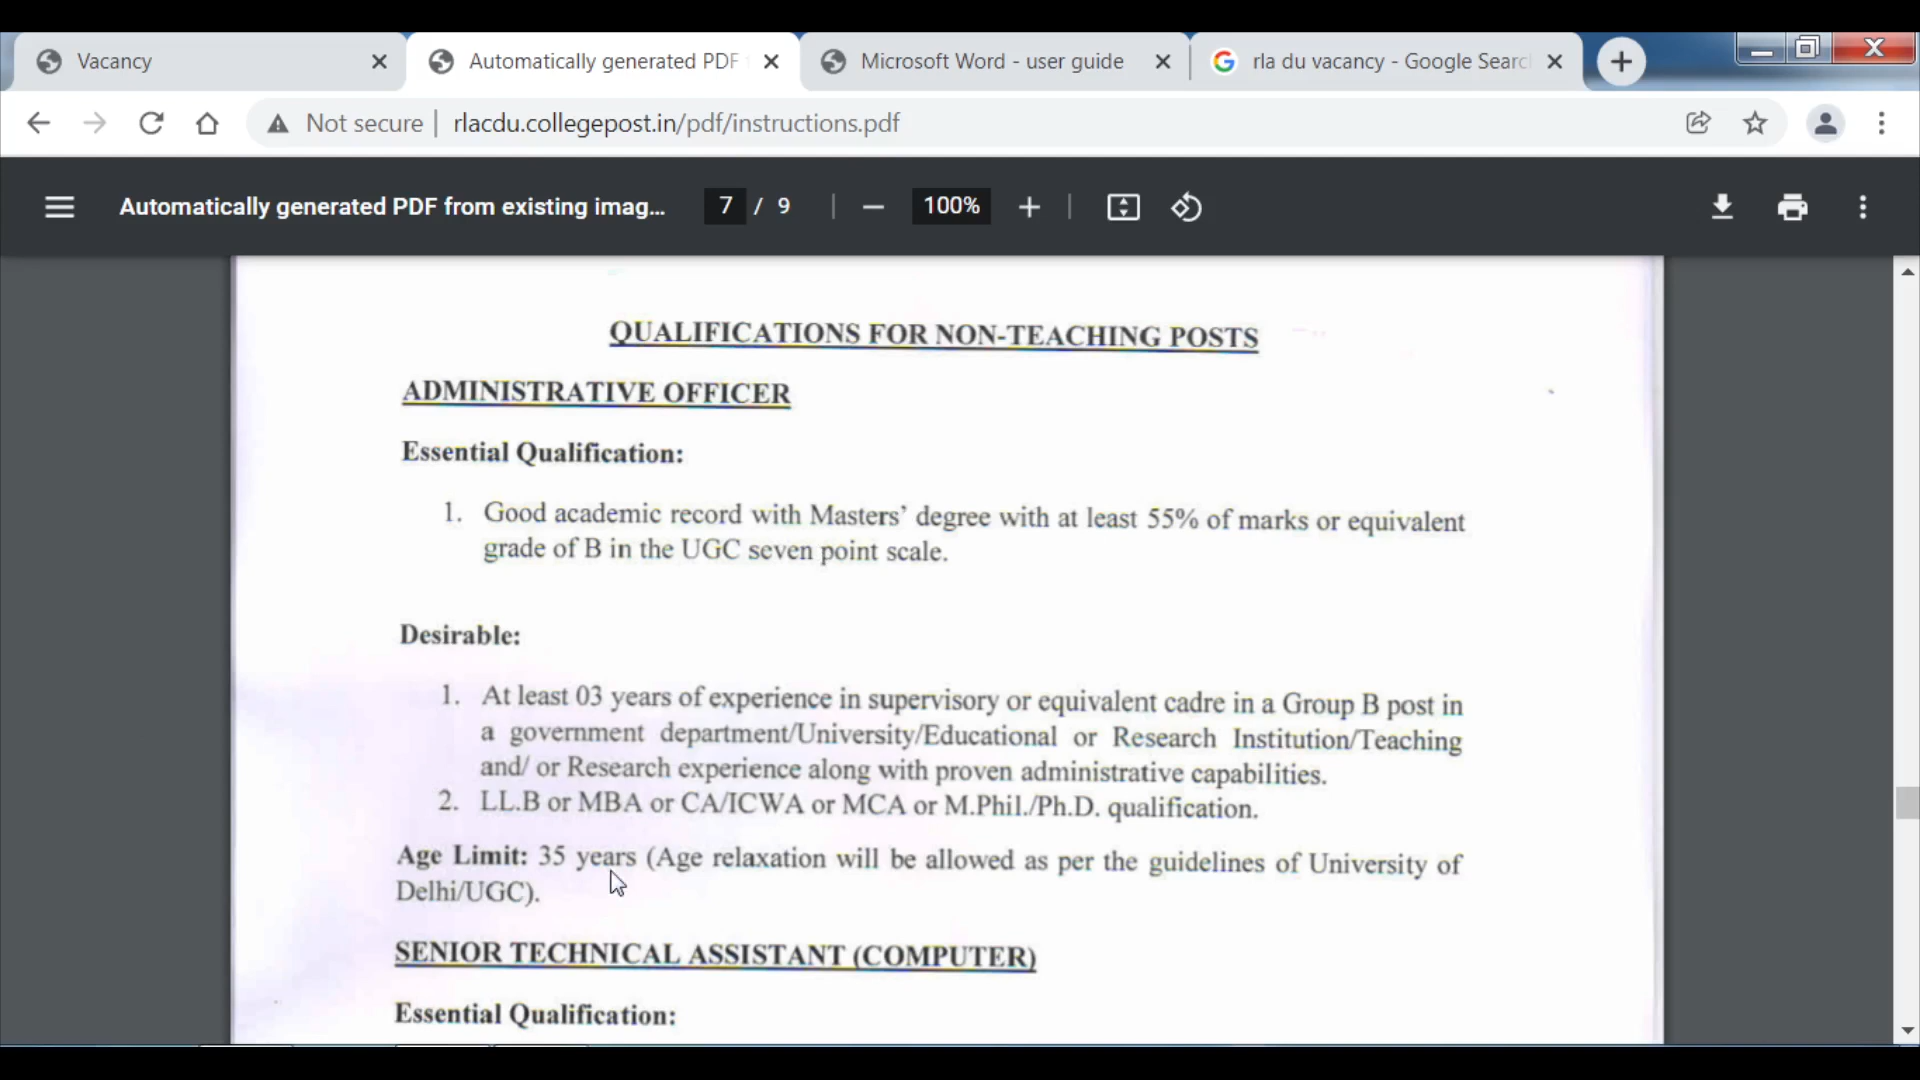 Vacancy
Automatically generated PDF
Microsoft Word - user guide
rla du vacancy - Google Searc
Not secure
rlacdu.collegepost.in/pdf/instructions.pdf
Automatically generated PDF from existing imag...
7 / 9
100%
QUALIFICATIONS FOR NON-TEACHING POSTS
ADMINISTRATIVE OFFICER
Essential Qualification:
1. Good academic record with Masters' degree with at least 55% of marks or equivalent
grade of B in the UGC seven point scale.
Desirable:
1. At least 03 years of experience in supervisory or equivalent cadre in a Group B post in
a government department/University/Educational or Research Institution/Teaching
and/ or Research experience along with proven administrative capabilities.
2. LL.B or MBA or CA/ICWA or MCA or M.Phil./Ph.D. qualification.
Age Limit: 35 years (Age relaxation will be allowed as per the guidelines of University of
Delhi/UGC).
SENIOR TECHNICAL ASSISTANT (COMPUTER)
Essential Qualification: